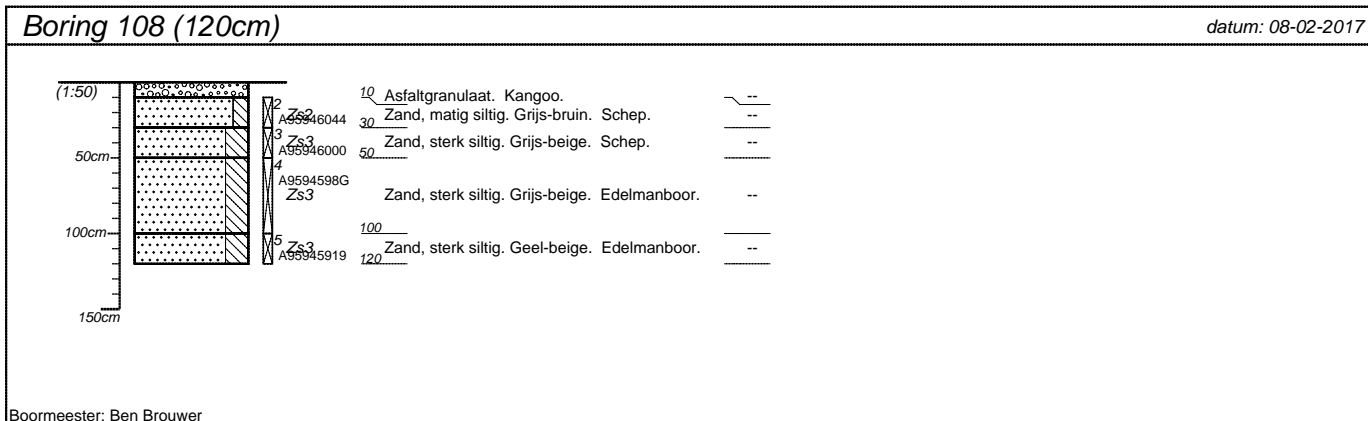 Boring 108 (120cm)
datum: 08-02-2017
(1:50)
10 Asfaltgranulaat. Kangoo. --
2 Zs2 Zand, matig siltig. Grijs-bruin. Schep. --
A95946044 30
3 Zs3 Zand, sterk siltig. Grijs-beige. Schep. --
A95946000 50
50cm
4
A9594598G
Zs3 Zand, sterk siltig. Grijs-beige. Edelmanboor. --
100cm 100
5 Zs3 Zand, sterk siltig. Geel-beige. Edelmanboor. --
A95945919 120
150cm
Boormeester: Ben Brouwer